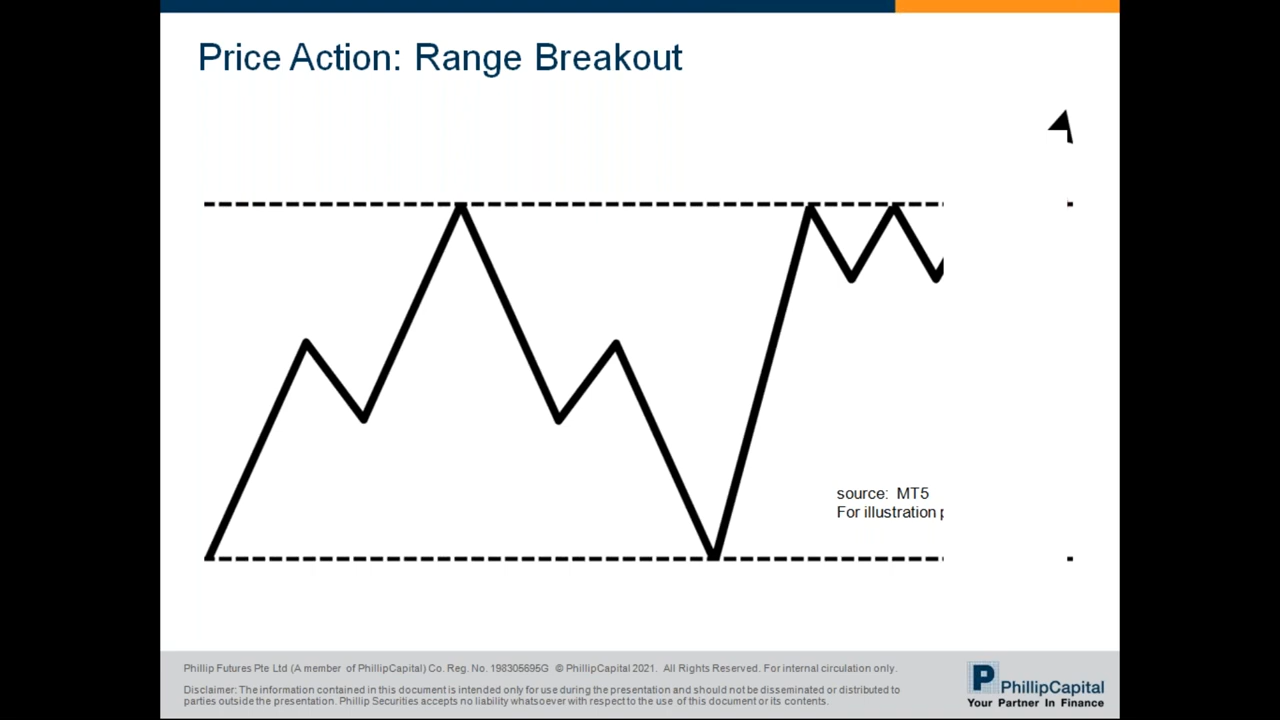 Price Action: Range Breakout
source: MT5
For illustration
Phillip Futures Pte Ltd (A member of PhillipCapital) Co. Reg. No. 198305695G © PhillipCapital 2021. All Rights Reserved. For internal circulation only.
Disclaimer: The information contained in this document is intended only for use during the presentation and should not be disseminated or distributed to
parties outside the presentation. Phillip Securities accepts no liability whatsoever with respect to the use of this document or its contents.
PhillipCapital
Your Partner In Finance